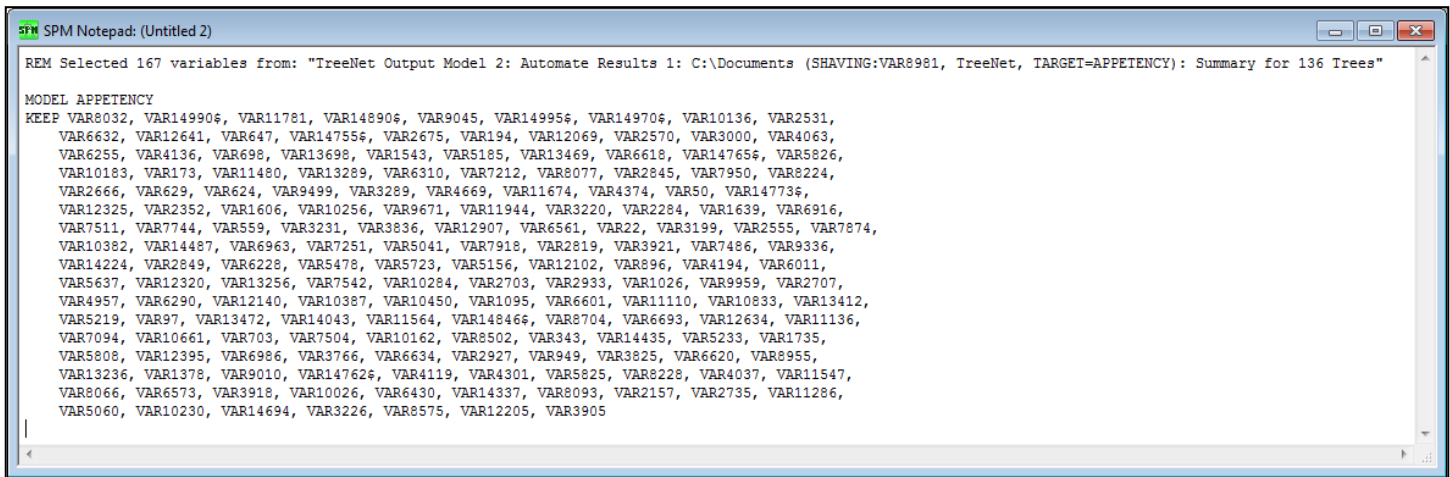 SPM Notepad: (Untitled 2)
REM Selected 167 variables from: "TreeNet Output Model 2: Automate Results 1: C:\Documents (SHAVING:VAR8981, TreeNet, TARGET=APPETENCY): Summary for 136 Trees"
MODEL APPETENCY
KEEP VAR8032, VAR14990$, VAR11781, VAR14890$, VAR9045, VAR14995$, VAR14970$, VAR10136, VAR2531,
VAR6632, VAR12641, VAR647, VAR14755$, VAR2675, VAR194, VAR12069, VAR2570, VAR3000, VAR4063,
VAR6255, VAR4136, VAR698, VAR13698, VAR1543, VAR5185, VAR13469, VAR6618, VAR14765$, VAR5826,
VAR10183, VAR173, VAR11480, VAR13289, VAR6310, VAR7212, VAR8077, VAR2845, VAR7950, VAR8224,
VAR2666, VAR629, VAR624, VAR9499, VAR3289, VAR4669, VAR11674, VAR4374, VAR50, VAR14773$,
VAR12325, VAR2352, VAR1606, VAR10256, VAR9671, VAR11944, VAR3220, VAR2284, VAR1639, VAR6916,
VAR7511, VAR7744, VAR559, VAR3231, VAR3836, VAR12907, VAR6561, VAR22, VAR3199, VAR2555, VAR7874,
VAR10382, VAR14487, VAR6963, VAR7251, VAR5041, VAR7918, VAR2819, VAR3921, VAR7486, VAR9336,
VAR14224, VAR2849, VAR6228, VAR5478, VAR5723, VAR5156, VAR12102, VAR896, VAR4194, VAR6011,
VAR5637, VAR12320, VAR13256, VAR7542, VAR10284, VAR2703, VAR2933, VAR1026, VAR9959, VAR2707,
VAR4957, VAR6290, VAR12140, VAR10387, VAR10450, VAR1095, VAR6601, VAR11110, VAR10833, VAR13412,
VAR5219, VAR97, VAR13472, VAR14043, VAR11564, VAR14846$, VAR8704, VAR6693, VAR12634, VAR11136,
VAR7094, VAR10661, VAR703, VAR7504, VAR10162, VAR8502, VAR343, VAR14435, VAR5233, VAR1735,
VAR5808, VAR12395, VAR6986, VAR3766, VAR6634, VAR2927, VAR949, VAR3825, VAR6620, VAR8955,
VAR13236, VAR1378, VAR9010, VAR14762$, VAR4119, VAR4301, VAR5825, VAR8228, VAR4037, VAR11547,
VAR8066, VAR6573, VAR3918, VAR10026, VAR6430, VAR14337, VAR8093, VAR2157, VAR2735, VAR11286,
VAR5060, VAR10230, VAR14694, VAR3226, VAR8575, VAR12205, VAR3905